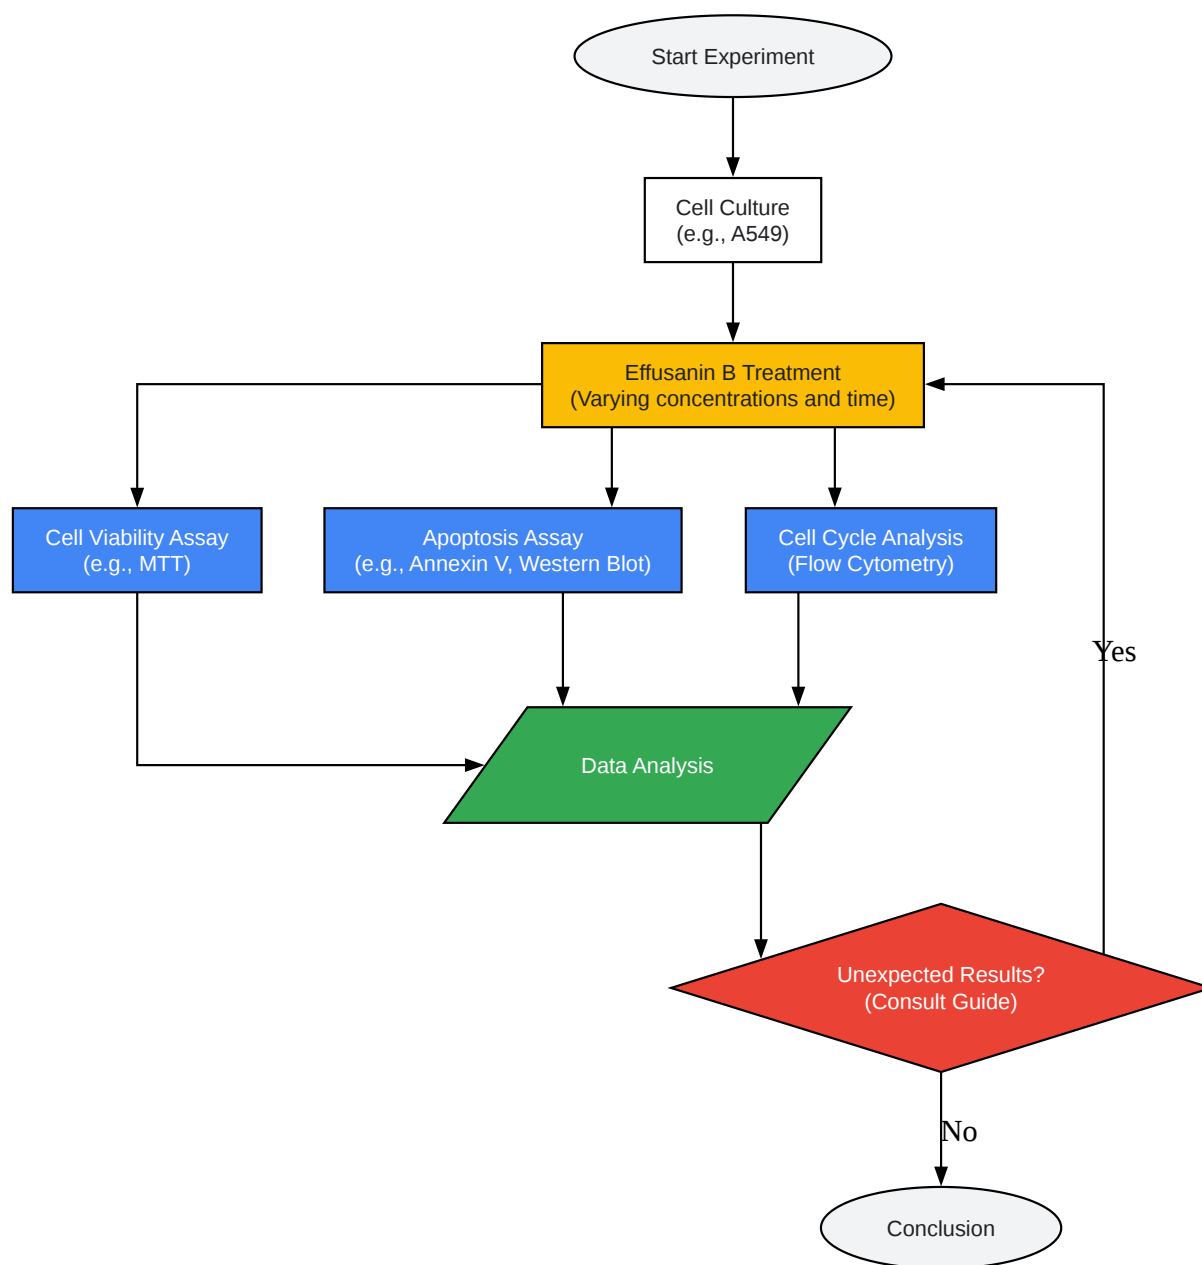 Start Experiment
Cell Culture
(e.g., A549)
Effusanin B Treatment
(Varying concentrations and time)
Cell Viability Assay
(e.g., MTT)
Apoptosis Assay
(e.g., Annexin V, Western Blot)
Cell Cycle Analysis
(Flow Cytometry)
Yes
Data Analysis
Unexpected Results?
(Consult Guide)
No
Conclusion